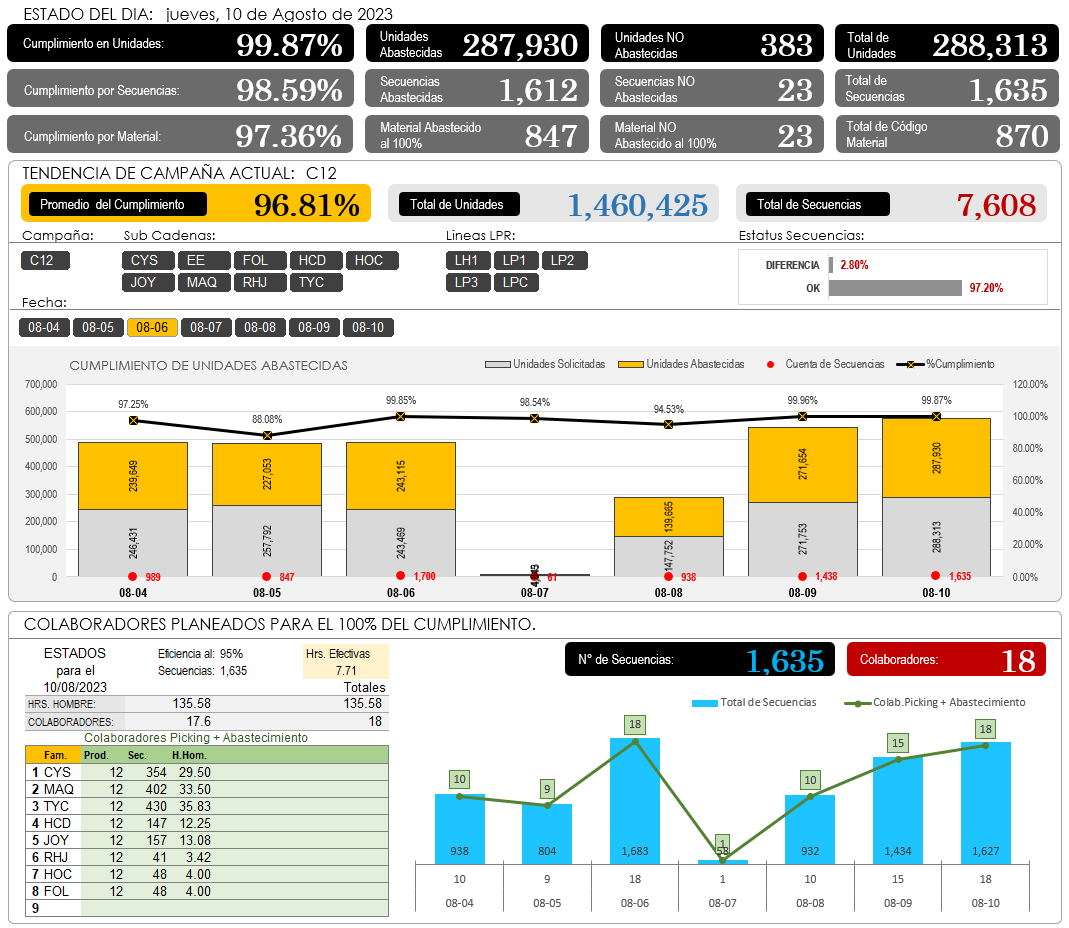 ESTADO DEL DIA: jueves, 10 de Agosto de 2023
Cumplimiento en Unidades: 99.87% Unidades Abastecidas 287,930 Unidades NO Abastecidas 383 Total de Unidades 288,313
Cumplimiento por Secuencias: 98.59% Secuencias Abastecidas 1,612 Secuencias NO Abastecidas 23 Total de Secuencias 1,635
Cumplimiento por Material: 97.36% Material Abastecido al 100% 847 Material NO Abastecido al 100% 23 Total de Código Material 870
TENDENCIA DE CAMPAÑA ACTUAL: C12
Promedio del Cumplimiento 96.81% Total de Unidades 1,460,425 Total de Secuencias 7,608
Campaña: Sub Cadenas: Lineas LPR: Estatus Secuencias:
C12 CYS EE FOL HCD HOC LH1 LP1 LP2
JOY MAQ RHJ TYC LP3 LPC
DIFERENCIA 2.80%
OK 97.20%
Fecha:
08-04 08-05 08-06 08-07 08-08 08-09 08-10
CUMPLIMIENTO DE UNIDADES ABASTECIDAS
Unidades Solicitadas Unidades Abastecidas Cuenta de Secuencias %Cumplimiento
700,000 120.00%
600,000 100.00%
500,000 80.00%
400,000
300,000 60.00%
200,000 40.00%
100,000 20.00%
0 0.00%
97.25% 88.08% 99.85% 98.54% 94.53% 99.96% 99.87%
239,649 227,053 243,115 139,665 271,654 287,930
246,431 257,792 243,469 147,752 271,753 288,313
989 847 1,700 61 938 1,438 1,635
08-04 08-05 08-06 08-07 08-08 08-09 08-10
COLABORADORES PLANEADOS PARA EL 100% DEL CUMPLIMIENTO.
ESTADOS Eficiencia al: 95% Hrs. Efectivas
para el Secuencias: 1,635 7.71
10/08/2023 Totales
HRS. HOMBRE: 135.58 135.58
COLABORADORES: 17.6 18
Colaboradores Picking + Abastecimiento
Fam. Prod. Sec. H.Hom.
1 CYS 12 354 29.50
2 MAQ 12 402 33.50
3 TYC 12 430 35.83
4 HCD 12 147 12.25
5 JOY 12 157 13.08
6 RHJ 12 41 3.42
7 HOC 12 48 4.00
8 FOL 12 48 4.00
9
N° de Secuencias: 1,635 Colaboradores: 18
Total de Secuencias Colab.Picking + Abastecimiento
10 9 18 1 10 15 18
938 804 1,683 932 1,434 1,627
10 9 18 1 10 15 18
08-04 08-05 08-06 08-07 08-08 08-09 08-10